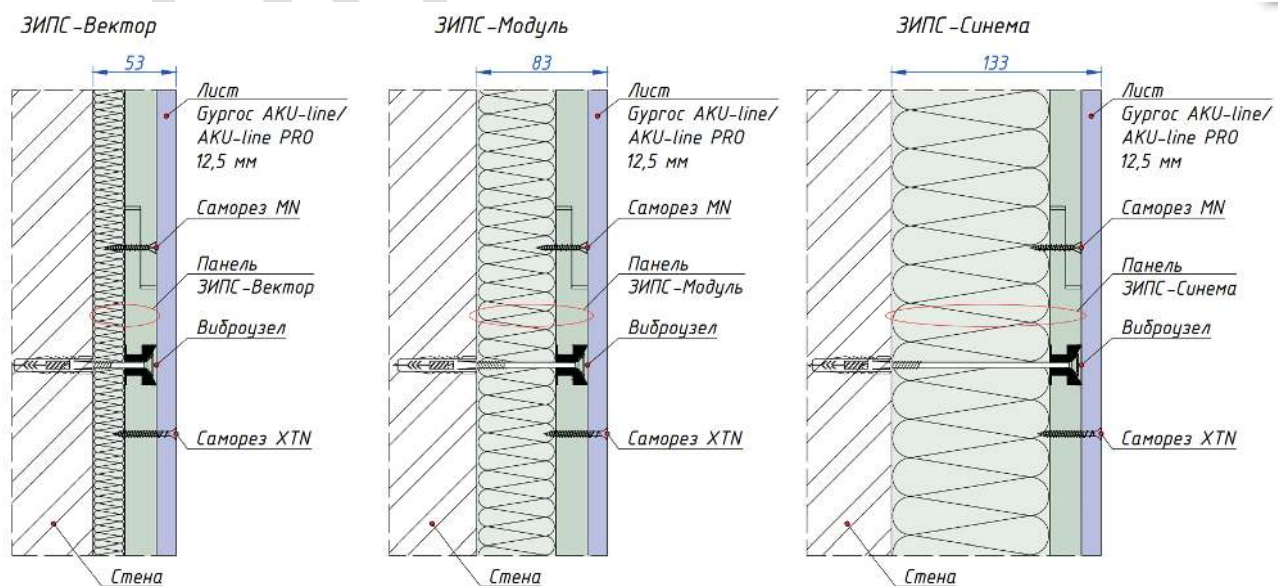 ЗИПС-Вектор
53
Лист
Gyproc AKU-line/
AKU-line PRO
12,5 мм
Саморез MN
Панель
ЗИПС-Вектор
Виброузел
Саморез XTN
Стена
ЗИПС-Модуль
83
Лист
Gyproc AKU-line/
AKU-line PRO
12,5 мм
Саморез MN
Панель
ЗИПС-Модуль
Виброузел
Саморез XTN
Стена
ЗИПС-Синема
133
Лист
Gyproc AKU-line/
AKU-line PRO
12,5 мм
Саморез MN
Панель
ЗИПС-Синема
Виброузел
Саморез XTN
Стена